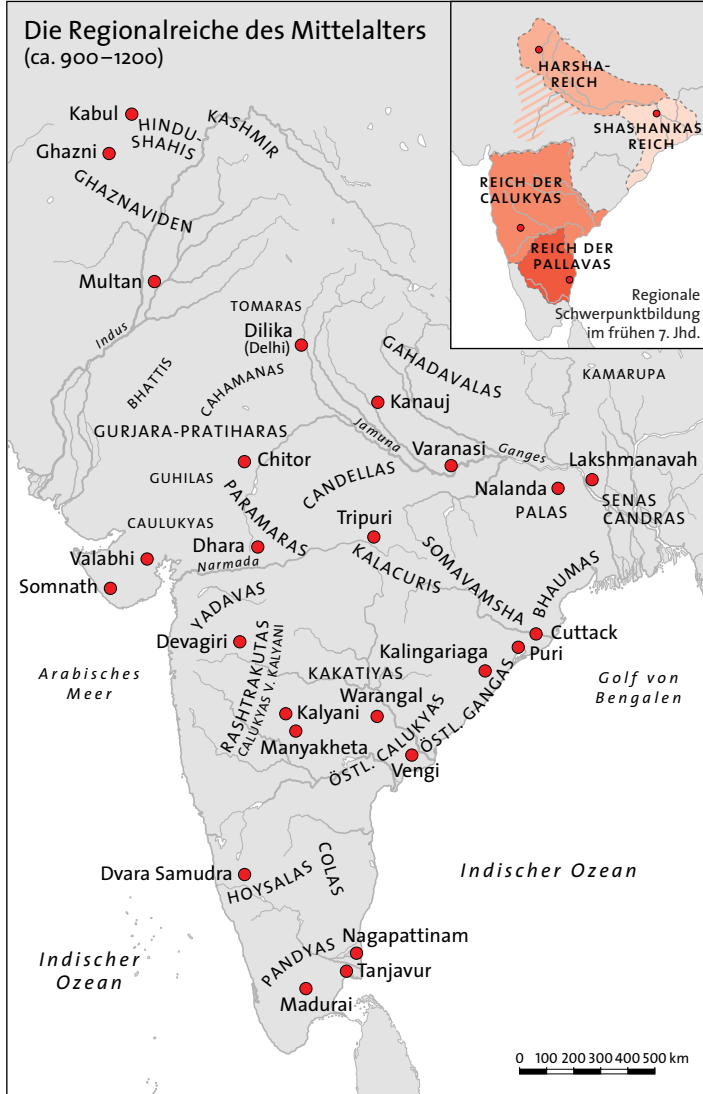 Die Regionalreiche des Mittelalters
(ca. 900–1200)
HARSHA-
REICH
SHASHANKAS
REICH
REICH DER
CALUKYAS
REICH DER
PALLAVAS
Regionale
Schwerpunktbildung
im frühen 7. Jhd.
Kabul
HINDU-
SHAHIS
KASHMIR
Ghazni
GHAZNAVIDEN
Multan
Indus
TOMARAS
Dilika
(Delhi)
BHATTIS
CAHAMANAS
GAHADAVALAS
KAMARUPA
Kanauj
GURJARA-PRATIHARAS
Jamuna
Varanasi
Ganges
Chitor
Lakshmanavah
GUHILAS
CANDELLAS
Nalanda
SENAS
PARAMARAS
PALAS
CANDRAS
CAULUKYAS
Tripuri
Dhara
Valabhi
Narmada
KALACURIS
SOMAVAMSHA
BHAUMAS
Somnath
YADAVAS
Cuttack
Devagiri
Puri
Kalingariaga
Arabisches
Meer
RASHTRAKUTAS
CALUKYAS V. KALYANI
KAKATIYAS
Golf von
Bengalen
Warangal
Kalyani
Manyakheta
ÖSTL. CALUKYAS
ÖSTL. GANGAS
Vengi
Dvara Samudra
HOYSALAS
COLAS
Indischer Ozean
Nagapattinam
PANDYAS
Tanjavur
Indischer
Ozean
Madurai
0 100 200 300 400 500 km